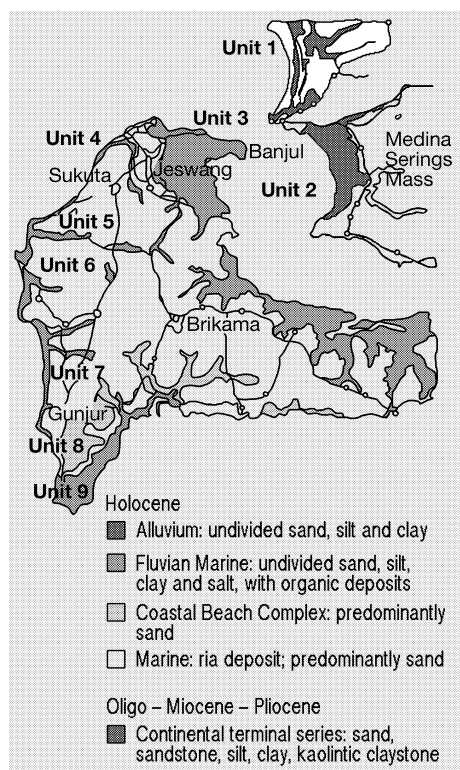 Unit 1
Unit 3
Unit 4
Banjul
Medina
Serings
Mass
Sukuta
Jeswang
Unit 2
Unit 5
Unit 6
Brikama
Unit 7
Gunjur
Unit 8
Unit 9
Holocene
Alluvium: undivided sand, silt and clay
Fluvian Marine: undivided sand, silt,
clay and salt, with organic deposits
Coastal Beach Complex: predominantly
sand
Marine: ria deposit; predominantly sand
Oligo – Miocene – Pliocene
Continental terminal series: sand,
sandstone, silt, clay, kaolintic claystone